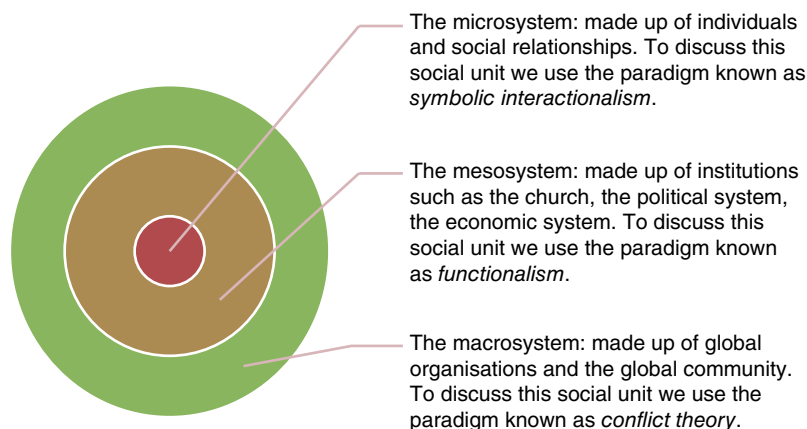 The microsystem: made up of individuals
and social relationships. To discuss this
social unit we use the paradigm known as
symbolic interactionalism.
The mesosystem: made up of institutions
such as the church, the political system,
the economic system. To discuss this
social unit we use the paradigm known
as functionalism.
The macrosystem: made up of global
organisations and the global community.
To discuss this social unit we use the
paradigm known as conflict theory.